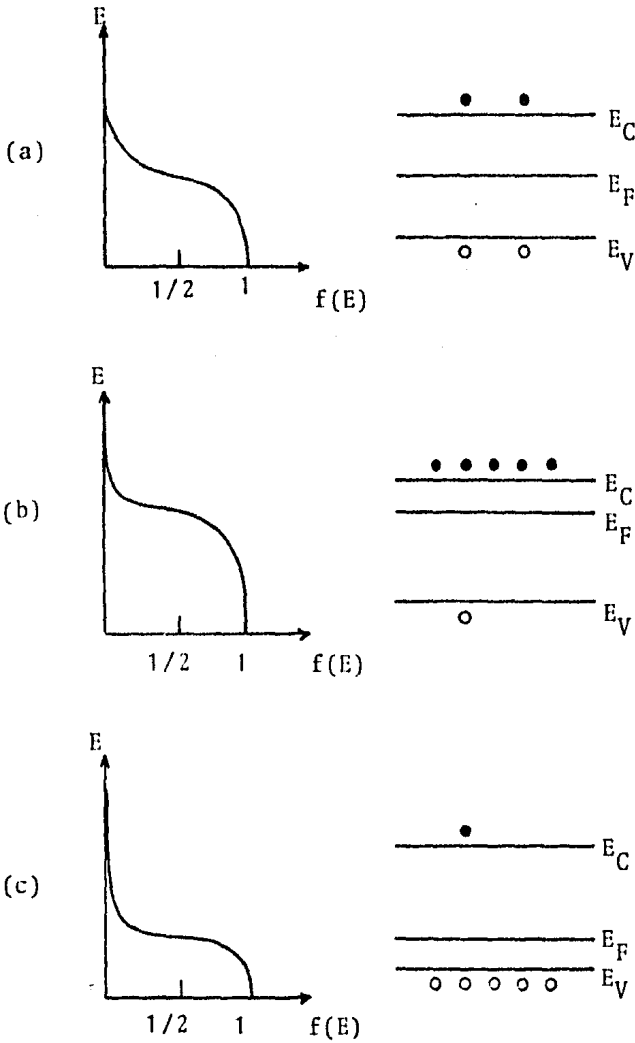 E
(a)
1/2 1
f(E)
E_C
E_F
E_V
E
(b)
1/2 1 f(E)
E_C
E_F
E_V
E
(c)
1/2 1 f(E)
E_C
E_F
E_V